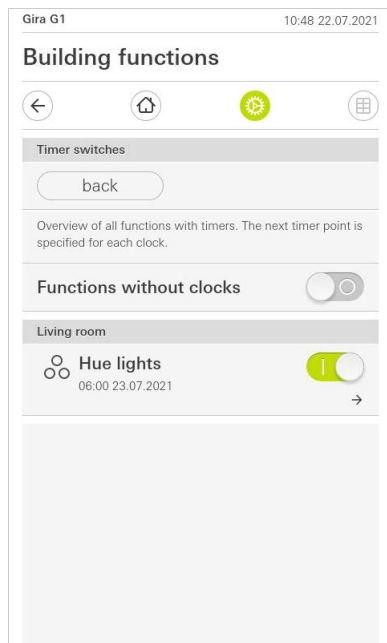 Gira G1 10:48 22.07.2021
Building functions
Timer switches
back
Overview of all functions with timers. The next timer point is
specified for each clock.
Functions without clocks
Living room
Hue lights
06:00 23.07.2021